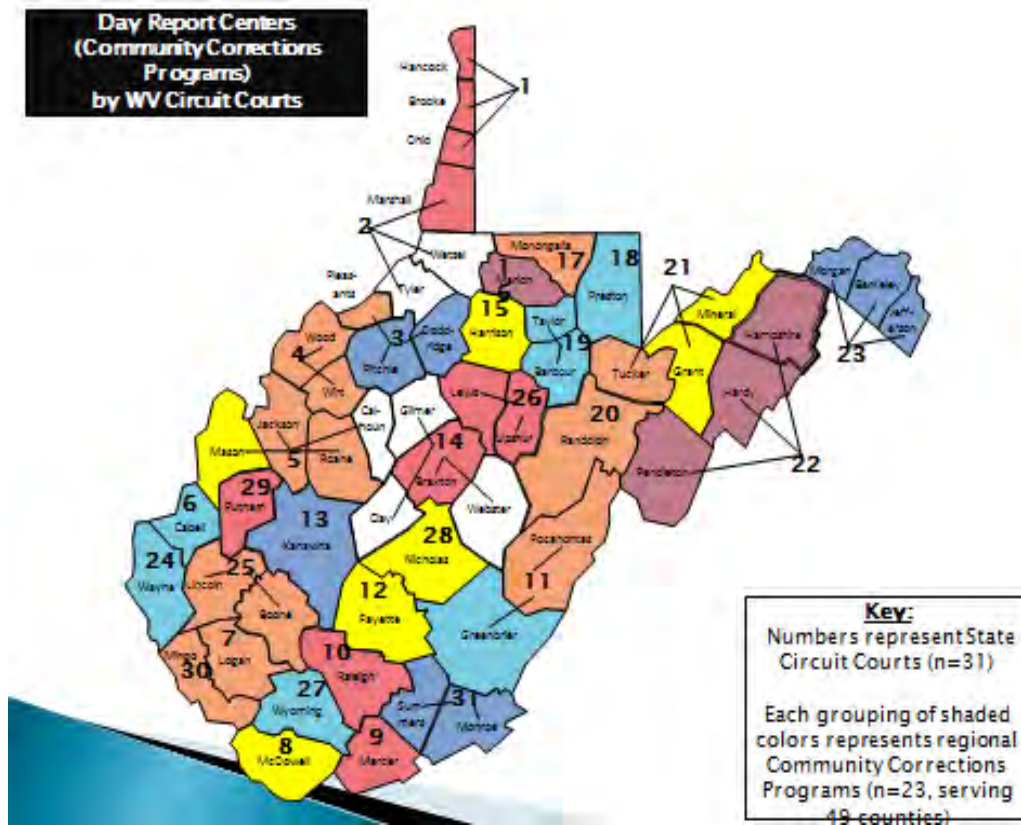 Day Report Centers
(Community Corrections
Programs)
by WV Circuit Courts
Hancock
1
Brooke
Ohio
Marshall
2
Wetzel
Monongalia
17
18
21
Pleas-
ants
Tyler
Marion
Preston
Mineral
Morgan
Berkeley
Jeff-
erson
15
Harrison
Taylor
Hampshire
23
Wood
4
3
Dodd-
ridge
Ritchie
19
Barbour
Tucker
Grant
Wirt
Hardy
Lewis
26
Upshur
20
Randolph
Cal-
houn
Gilmer
Jackson
5
Roane
Mason
14
Braxton
Pendleton
22
29
Putnam
6
Cabell
13
Kanawha
Clay
Webster
28
Nicholas
Pocahontas
11
24
Wayne
25
Lincoln
Boone
12
Fayette
Greenbrier
7
Logan
Mingo
30
10
Raleigh
27
Wyoming
Sum-
mers
31
Monroe
8
McDowell
9
Mercer
Key:
Numbers represent State
Circuit Courts (n=31)
Each grouping of shaded
colors represents regional
Community Corrections
Programs (n=23, serving
49 counties)